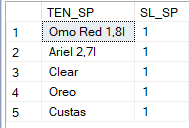 TEN_SP SL_SP
1 Omo Red 1,8l 1
2 Ariel 2,7l 1
3 Clear 1
4 Oreo 1
5 Custas 1